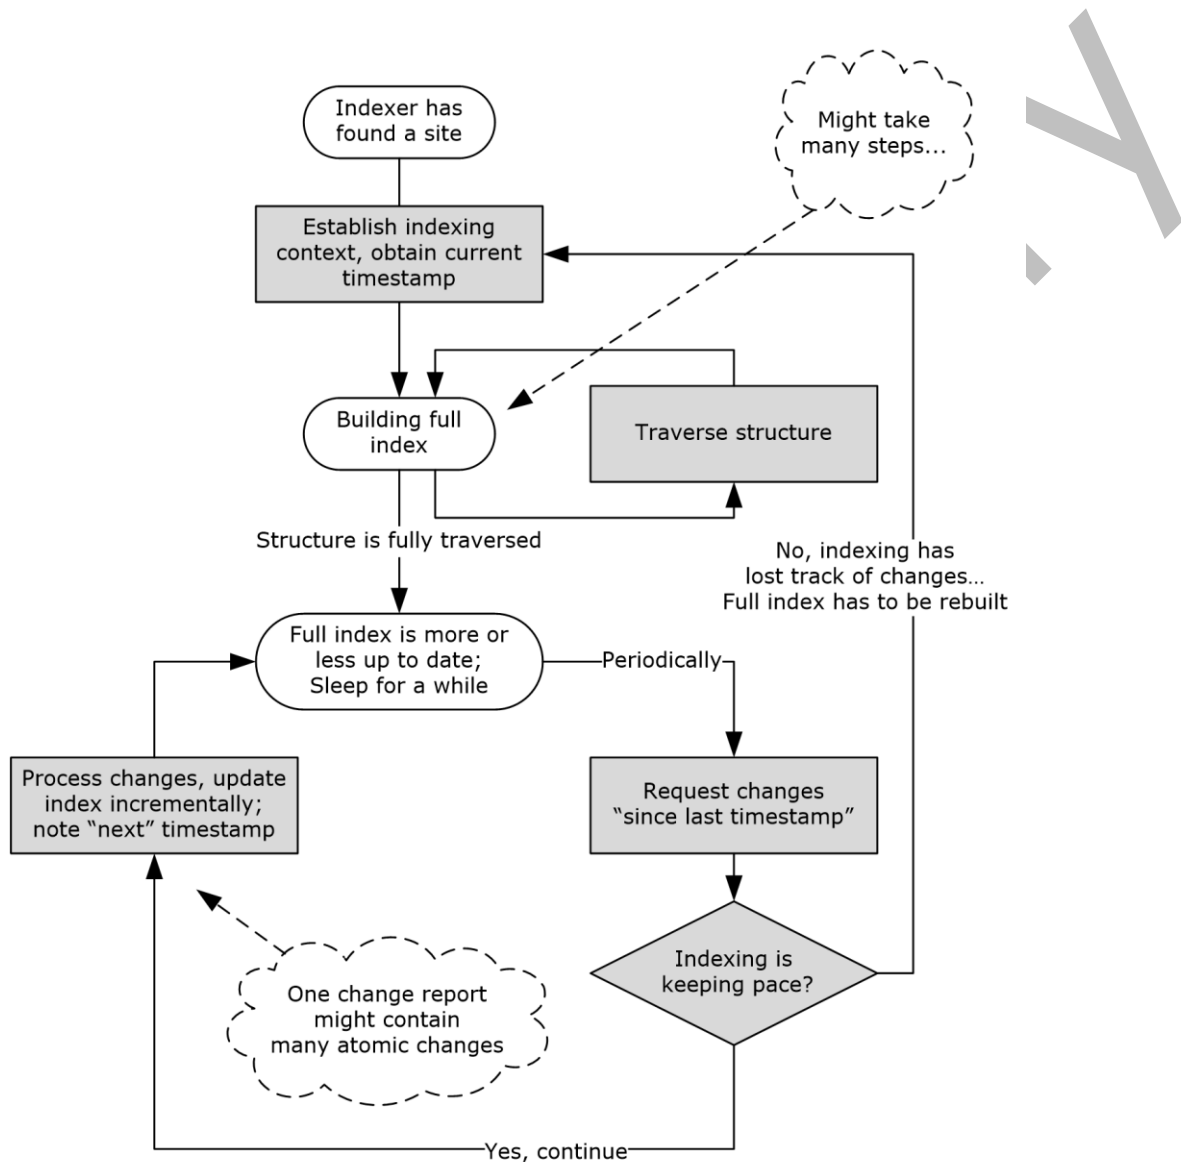 Indexer has
found a site
Might take
many steps...
Establish indexing
context, obtain current
timestamp
Building full
index
Traverse structure
Structure is fully traversed
No, indexing has
lost track of changes...
Full index has to be rebuilt
Full index is more or
less up to date;
Sleep for a while
Periodically
Process changes, update
index incrementally;
note “next” timestamp
Request changes
“since last timestamp”
Indexing is
keeping pace?
One change report
might contain
many atomic changes
Yes, continue